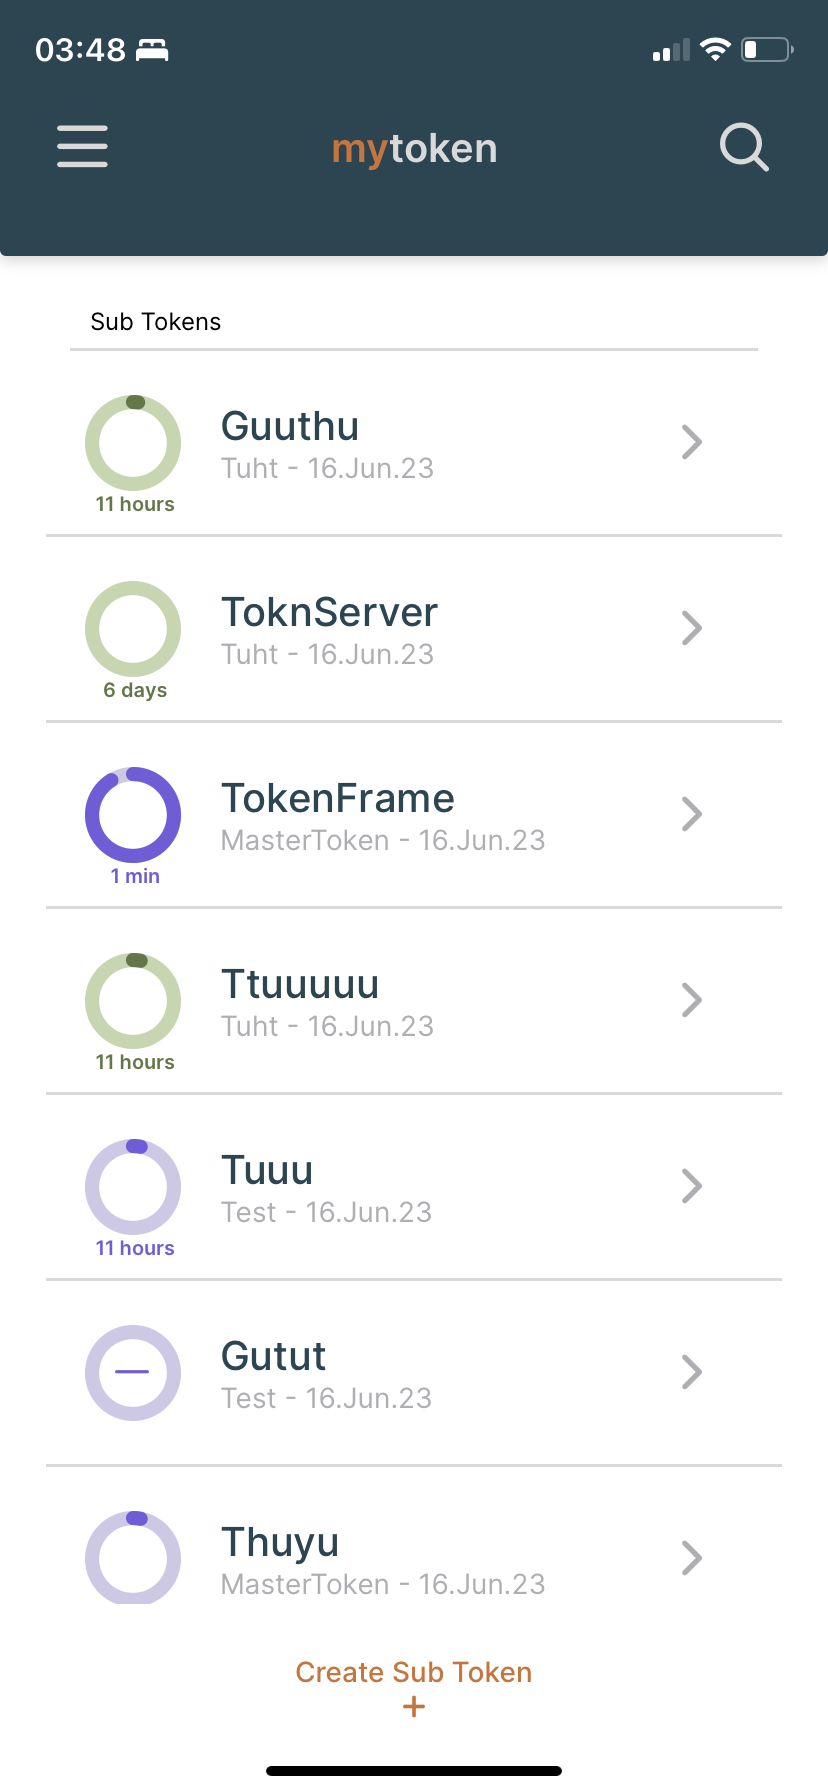 03:48
mytoken
Sub Tokens
Guuthu
Tuht - 16.Jun.23
11 hours
ToknServer
Tuht - 16.Jun.23
6 days
TokenFrame
MasterToken - 16.Jun.23
1 min
Ttuuuuu
Tuht - 16.Jun.23
11 hours
Tuuu
Test - 16.Jun.23
11 hours
Gutut
Test - 16.Jun.23
Thuyu
MasterToken - 16.Jun.23
Create Sub Token
+